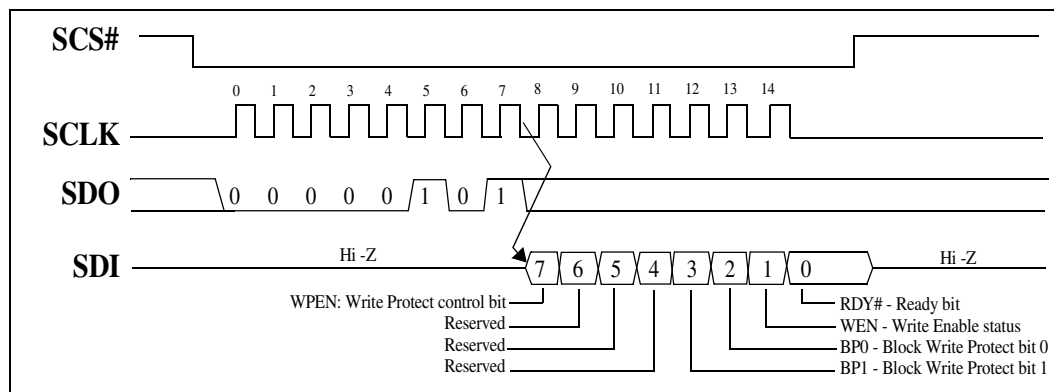 SCS#
0 1 2 3 4 5 6 7 8 9 10 11 12 13 14
SCLK
SDO 0 0 0 0 0 1 0 1
Hi -Z
SDI 7 6 5 4 3 2 1 0
Hi -Z
WPEN: Write Protect control bit
Reserved
Reserved
Reserved
RDY# - Ready bit
WEN - Write Enable status
BP0 - Block Write Protect bit 0
BP1 - Block Write Protect bit 1